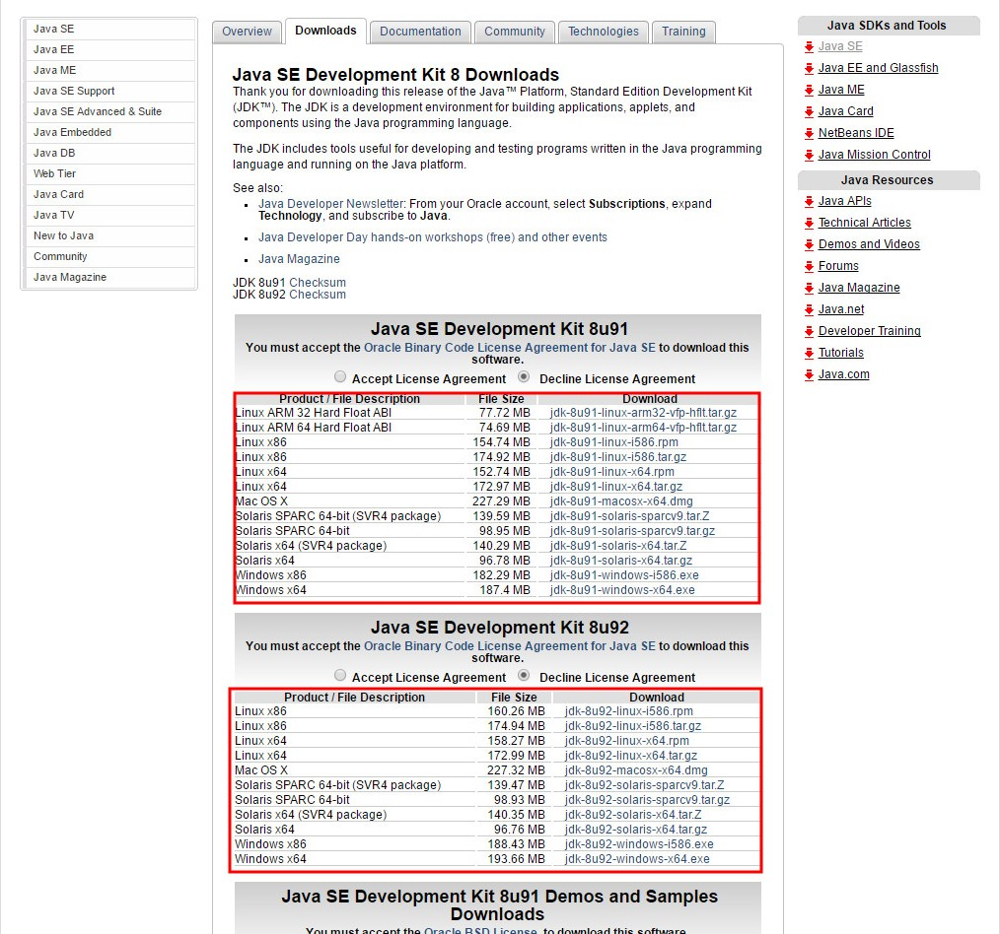 Java SE
Java EE
Java ME
Java SE Support
Java SE Advanced & Suite
Java Embedded
Java DB
Web Tier
Java Card
Java TV
New to Java
Community
Java Magazine
Overview Downloads Documentation Community Technologies Training
Java SE Development Kit 8 Downloads
Thank you for downloading this release of the Java™ Platform, Standard Edition Development Kit
(JDK™). The JDK is a development environment for building applications, applets, and
components using the Java programming language.
The JDK includes tools useful for developing and testing programs written in the Java programming
language and running on the Java platform.
See also:
Java Developer Newsletter: From your Oracle account, select Subscriptions, expand
Technology, and subscribe to Java.
Java Developer Day hands-on workshops (free) and other events
Java Magazine
JDK 8u91 Checksum
JDK 8u92 Checksum
Java SE Development Kit 8u91
You must accept the Oracle Binary Code License Agreement for Java SE to download this
software.
Accept License Agreement Decline License Agreement
Product / File Description File Size Download
Linux ARM 32 Hard Float ABI 77.72 MB jdk-8u91-linux-arm32-vfp-hflt.tar.gz
Linux ARM 64 Hard Float ABI 74.69 MB jdk-8u91-linux-arm64-vfp-hflt.tar.gz
Linux x86 154.74 MB jdk-8u91-linux-i586.rpm
Linux x86 174.92 MB jdk-8u91-linux-i586.tar.gz
Linux x64 152.74 MB jdk-8u91-linux-x64.rpm
Linux x64 172.97 MB jdk-8u91-linux-x64.tar.gz
Mac OS X 227.29 MB jdk-8u91-macosx-x64.dmg
Solaris SPARC 64-bit (SVR4 package) 139.59 MB jdk-8u91-solaris-sparcv9.tar.Z
Solaris SPARC 64-bit 98.95 MB jdk-8u91-solaris-sparcv9.tar.gz
Solaris x64 (SVR4 package) 140.29 MB jdk-8u91-solaris-x64.tar.Z
Solaris x64 96.78 MB jdk-8u91-solaris-x64.tar.gz
Windows x86 182.29 MB jdk-8u91-windows-i586.exe
Windows x64 187.4 MB jdk-8u91-windows-x64.exe
Java SE Development Kit 8u92
You must accept the Oracle Binary Code License Agreement for Java SE to download this
software.
Accept License Agreement Decline License Agreement
Product / File Description File Size Download
Linux x86 160.26 MB jdk-8u92-linux-i586.rpm
Linux x86 174.94 MB jdk-8u92-linux-i586.tar.gz
Linux x64 158.27 MB jdk-8u92-linux-x64.rpm
Linux x64 172.99 MB jdk-8u92-linux-x64.tar.gz
Mac OS X 227.32 MB jdk-8u92-macosx-x64.dmg
Solaris SPARC 64-bit (SVR4 package) 139.47 MB jdk-8u92-solaris-sparcv9.tar.Z
Solaris SPARC 64-bit 98.93 MB jdk-8u92-solaris-sparcv9.tar.gz
Solaris x64 (SVR4 package) 140.35 MB jdk-8u92-solaris-x64.tar.Z
Solaris x64 96.76 MB jdk-8u92-solaris-x64.tar.gz
Windows x86 188.43 MB jdk-8u92-windows-i586.exe
Windows x64 193.66 MB jdk-8u92-windows-x64.exe
Java SE Development Kit 8u91 Demos and Samples
Downloads
You must accept the Oracle BSD License. to download this software.
Java SDKs and Tools
Java SE
Java EE and Glassfish
Java ME
Java Card
NetBeans IDE
Java Mission Control
Java Resources
Java APIs
Technical Articles
Demos and Videos
Forums
Java Magazine
Java.net
Developer Training
Tutorials
Java.com